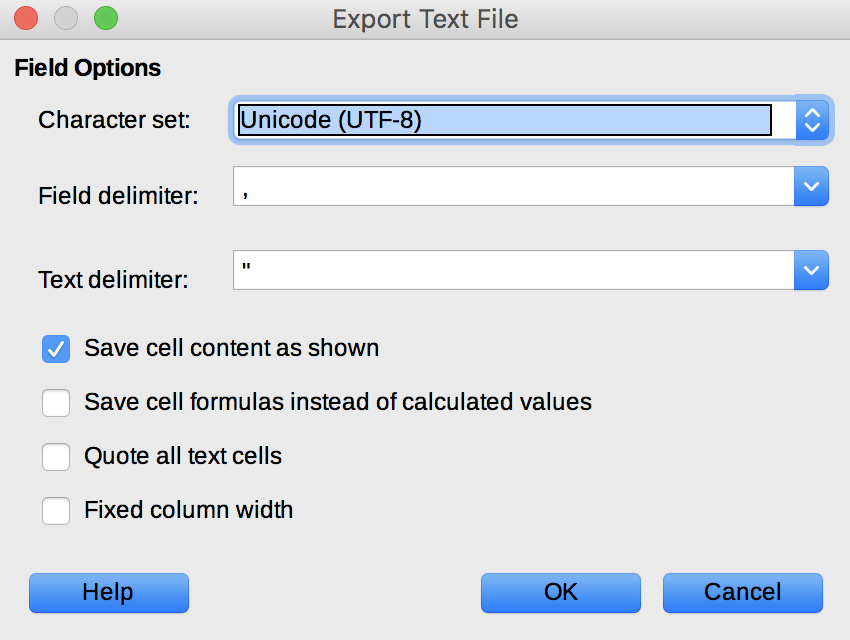 Export Text File
Field Options
Character set: Unicode (UTF-8)
Field delimiter: ,
Text delimiter: "
Save cell content as shown
Save cell formulas instead of calculated values
Quote all text cells
Fixed column width
Help OK Cancel